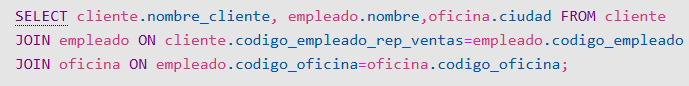 SELECT cliente.nombre_cliente, empleado.nombre,oficina.ciudad FROM cliente
JOIN empleado ON cliente.codigo_empleado_rep_ventas=empleado.codigo_empleado
JOIN oficina ON empleado.codigo_oficina=oficina.codigo_oficina;